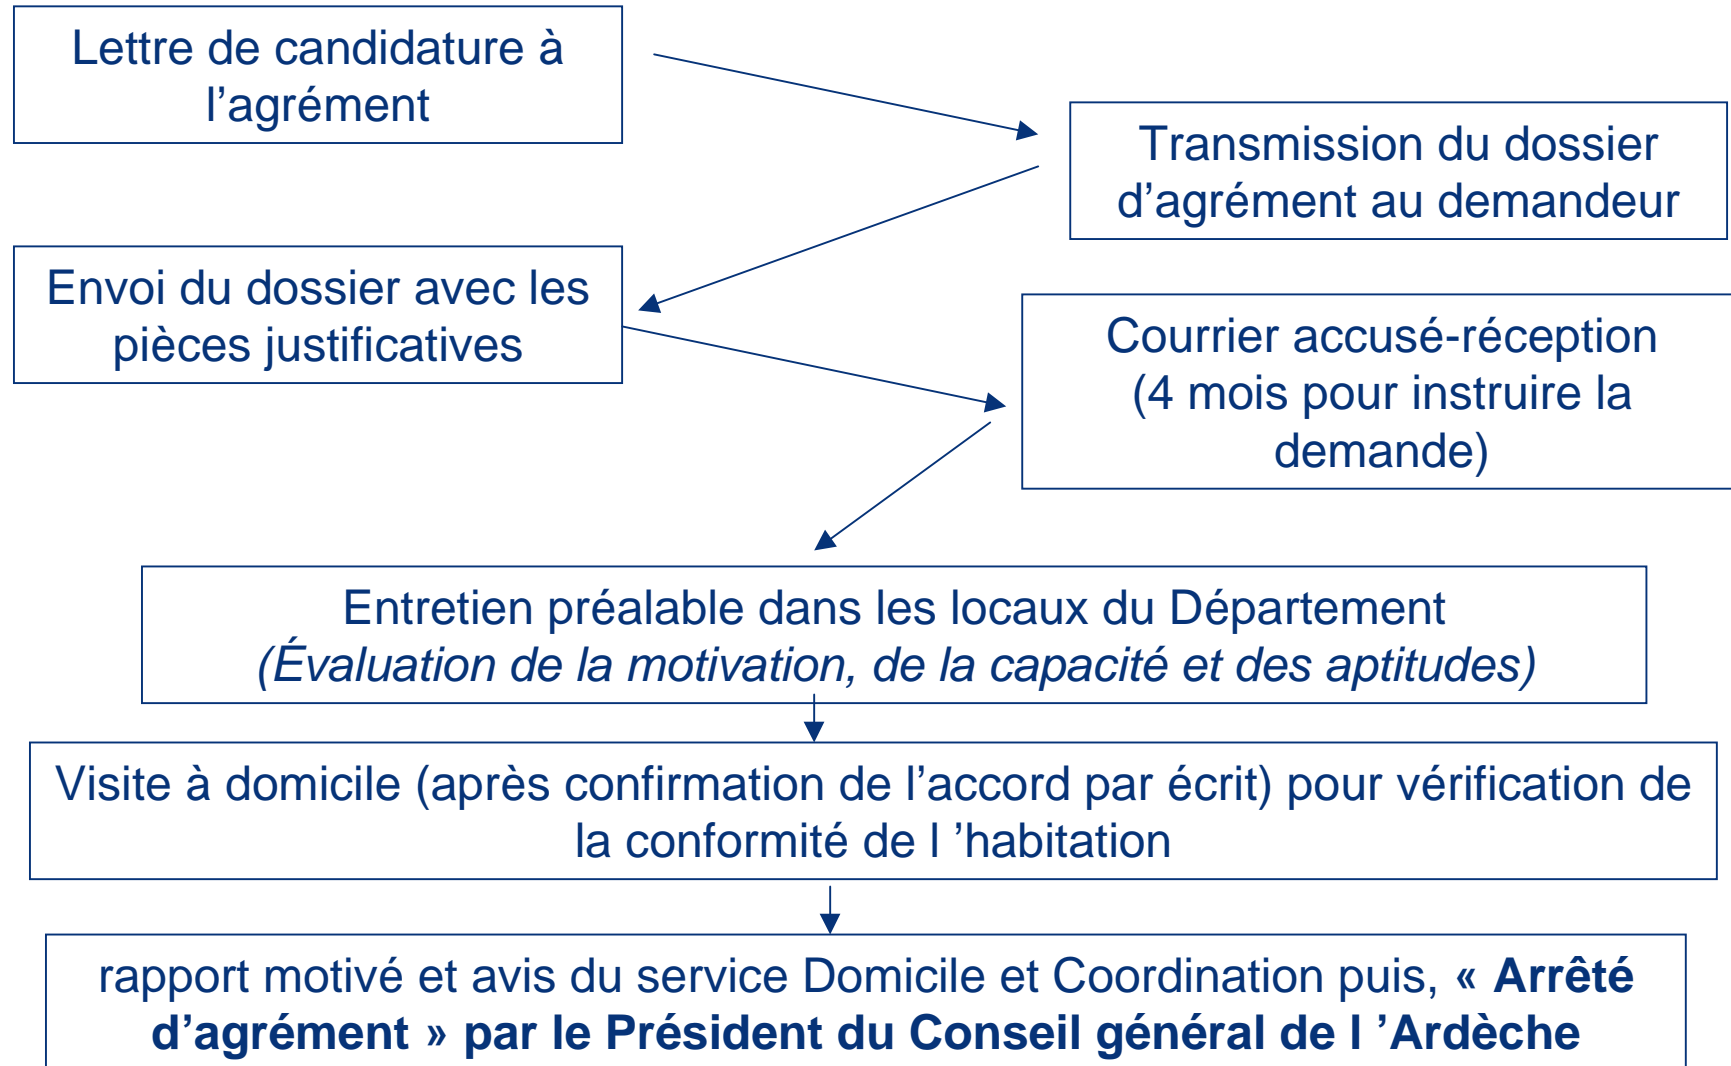 Lettre de candidature à
l’agrément
Transmission du dossier
d’agrément au demandeur
Envoi du dossier avec les
pièces justificatives
Courrier accusé-réception
(4 mois pour instruire la
demande)
Entretien préalable dans les locaux du Département
(Évaluation de la motivation, de la capacité et des aptitudes)
Visite à domicile (après confirmation de l’accord par écrit) pour vérification de
la conformité de l ’habitation
rapport motivé et avis du service Domicile et Coordination puis, « Arrêté
d’agrément » par le Président du Conseil général de l ’Ardèche